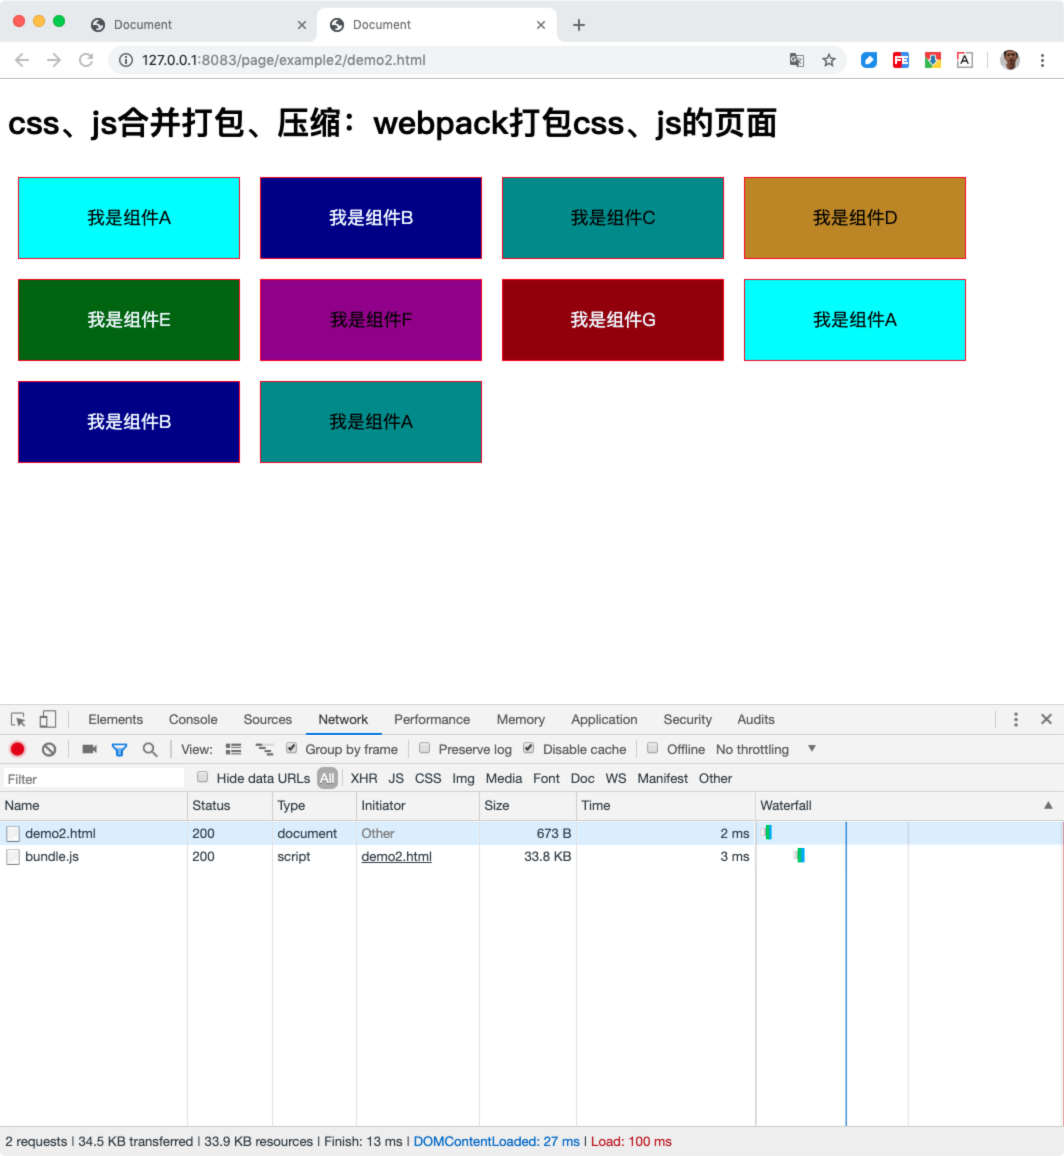 Document
Document
127.0.0.1:8083/page/example2/demo2.html
css、js合并打包、压缩：webpack打包css、js的页面
我是组件A 我是组件B 我是组件C 我是组件D
我是组件E 我是组件F 我是组件G 我是组件A
我是组件B 我是组件A
Elements Console Sources Network Performance Memory Application Security Audits
View: Group by frame Preserve log Disable cache Offline No throttling
Filter Hide data URLs All XHR JS CSS Img Media Font Doc WS Manifest Other
Name Status Type Initiator Size Time Waterfall
demo2.html 200 document Other 673 B 2 ms
bundle.js 200 script demo2.html 33.8 KB 3 ms
2 requests | 34.5 KB transferred | 33.9 KB resources | Finish: 13 ms | DOMContentLoaded: 27 ms | Load: 100 ms